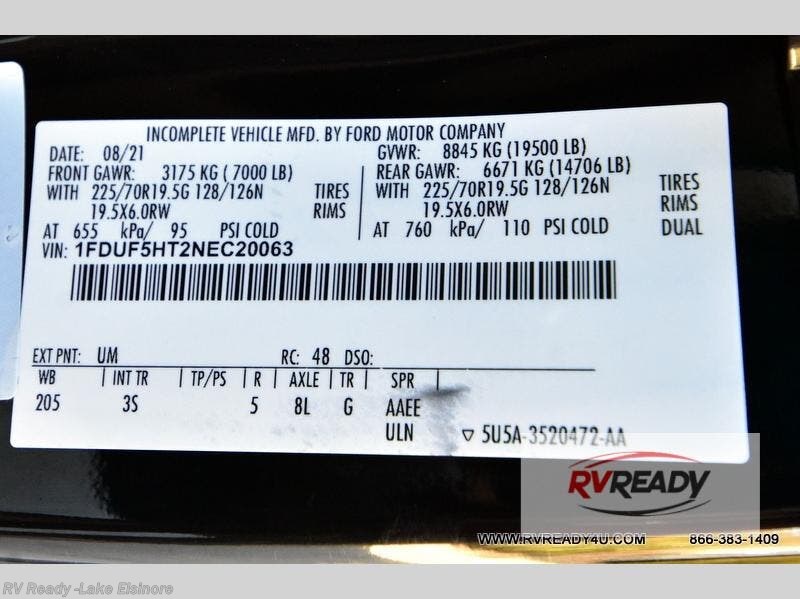 INCOMPLETE VEHICLE MFD. BY FORD MOTOR COMPANY
DATE: 08/21 GVWR: 8845 KG (19500 LB)
FRONT GAWR: 3175 KG ( 7000 LB) REAR GAWR: 6671 KG (14706 LB)
WITH 225/70R19.5G 128/126N TIRES WITH 225/70R19.5G 128/126N TIRES
19.5X6.0RW RIMS 19.5X6.0RW RIMS
AT 655 kPa/ 95 PSI COLD AT 760 kPa/ 110 PSI COLD DUAL
VIN: 1FDUF5HT2NEC20063
EXT PNT: UM RC: 48 DSO:
WB | INT TR | TP/PS | R | AXLE | TR | SPR |
205 3S 5 8L G AAEE
ULN ▽ 5U5A-3520472-AA
RVREADY
WWW.RVREADY4U.COM 866-383-1409
RV Ready -Lake Elsinore